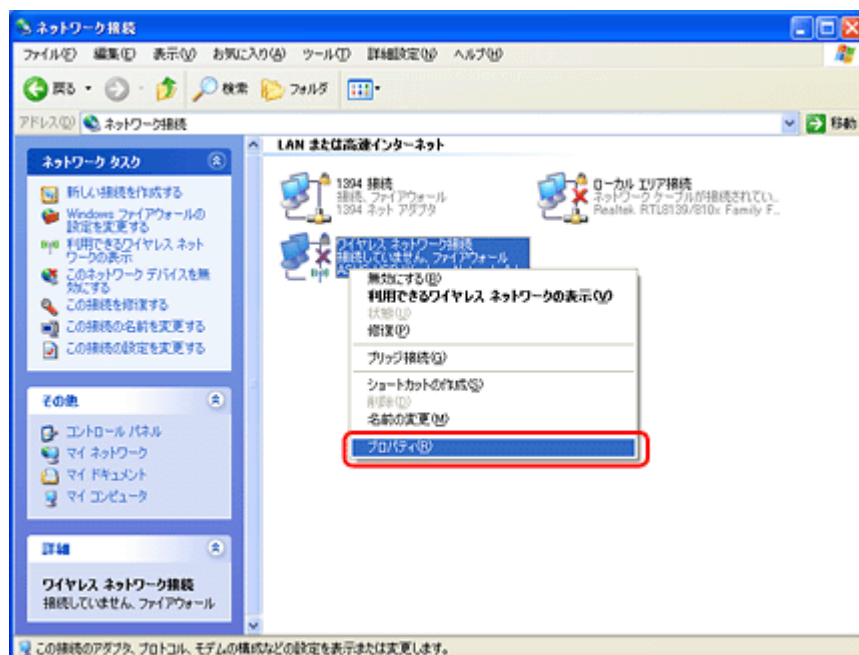 ネットワーク接続
ファイル(F) 編集(E) 表示(V) お気に入り(A) ツール(T) 詳細設定(N) ヘルプ(H)
戻る 検索 フォルダ
アドレス(D) ネットワーク接続 移動
ネットワーク タスク
新しい接続を作成する
Windows ファイアウォールの
設定を変更する
利用できるワイヤレス ネット
ワークの表示
このネットワーク デバイスを無
効にする
この接続を修復する
この接続の名前を変更する
この接続の設定を変更する
その他
コントロール パネル
マイ ネットワーク
マイ ドキュメント
マイ コンピュータ
詳細
ワイヤレス ネットワーク接続
接続していません、ファイアウォール
LAN または高速インターネット
1394 接続
接続、ファイアウォール
1394 ネット アダプタ
ローカル エリア接続
ネットワーク ケーブルが接続されてい...
Realtek RTL8139/810x Family F...
ワイヤレス ネットワーク接続
接続していません、ファイアウォール
無効にする(B)
利用できるワイヤレス ネットワークの表示(V)
状態(U)
修復(P)
ブリッジ接続(G)
ショートカットの作成(S)
削除(D)
名前の変更(M)
プロパティ(R)
この接続のアダプタ、プロトコル、モデムの構成などの設定を表示または変更します。